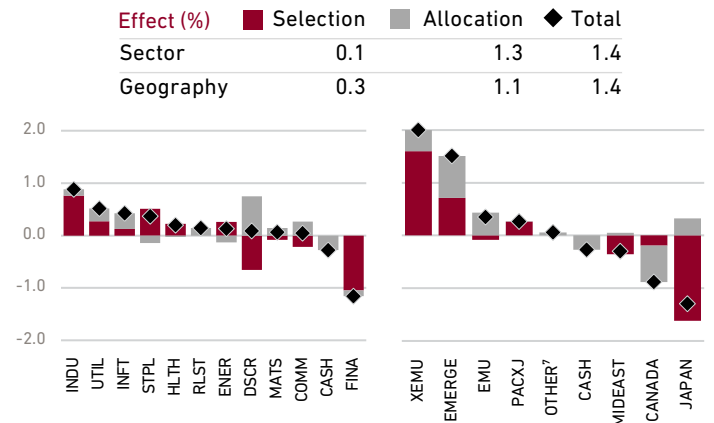 Effect (%) Selection Allocation Total
Sector 0.1 1.3 1.4
Geography 0.3 1.1 1.4
2.0
1.0
0.0
-1.0
-2.0
INDU UTIL INFT STPL HLTH RLST ENER DSCR MATS COMM CASH FINA
XEMU EMERGE EMU PACXJ OTHER⁷ CASH MIDEAST CANADA JAPAN